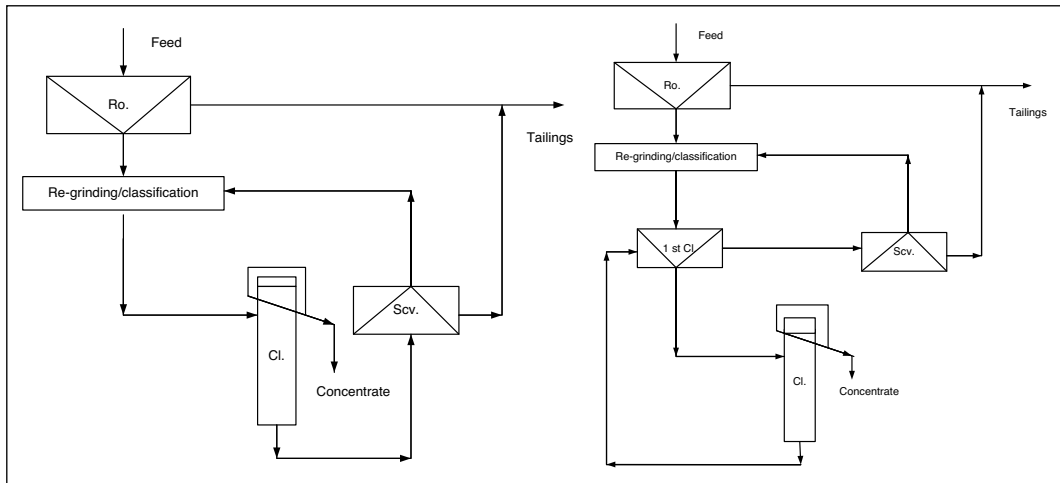 Feed
Ro.
Tailings
Re-grinding/classification
Scv.
Cl.
Concentrate
Feed
Ro.
Tailings
Re-grinding/classification
1 st Cl
Scv.
Cl.
Concentrate